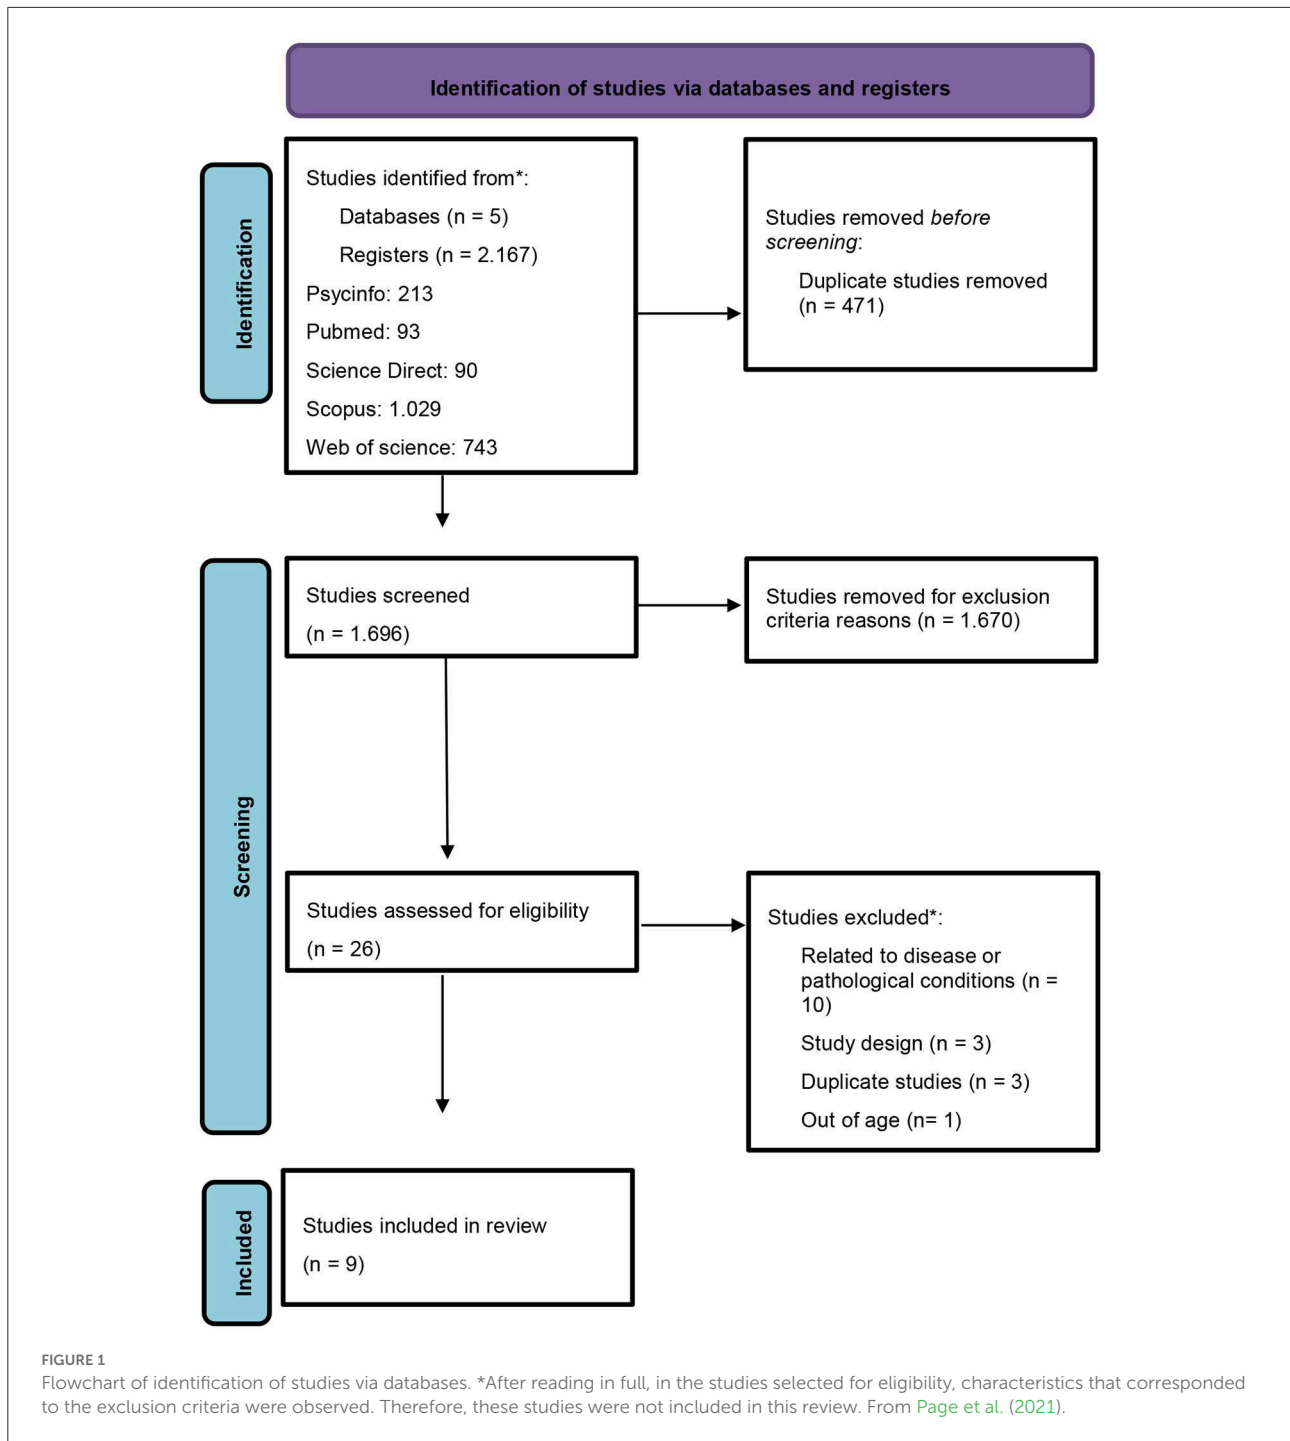 Identification of studies via databases and registers
Identification
Studies identified from*:
Databases (n = 5)
Registers (n = 2.167)
Psycinfo: 213
Pubmed: 93
Science Direct: 90
Scopus: 1.029
Web of science: 743
Studies removed before
screening:
Duplicate studies removed
(n = 471)
Screening
Studies screened
(n = 1.696)
Studies removed for exclusion
criteria reasons (n = 1.670)
Studies assessed for eligibility
(n = 26)
Studies excluded*:
Related to disease or
pathological conditions (n =
10)
Study design (n = 3)
Duplicate studies (n = 3)
Out of age (n= 1)
Included
Studies included in review
(n = 9)
FIGURE 1
Flowchart of identification of studies via databases. *After reading in full, in the studies selected for eligibility, characteristics that corresponded
to the exclusion criteria were observed. Therefore, these studies were not included in this review. From Page et al. (2021).